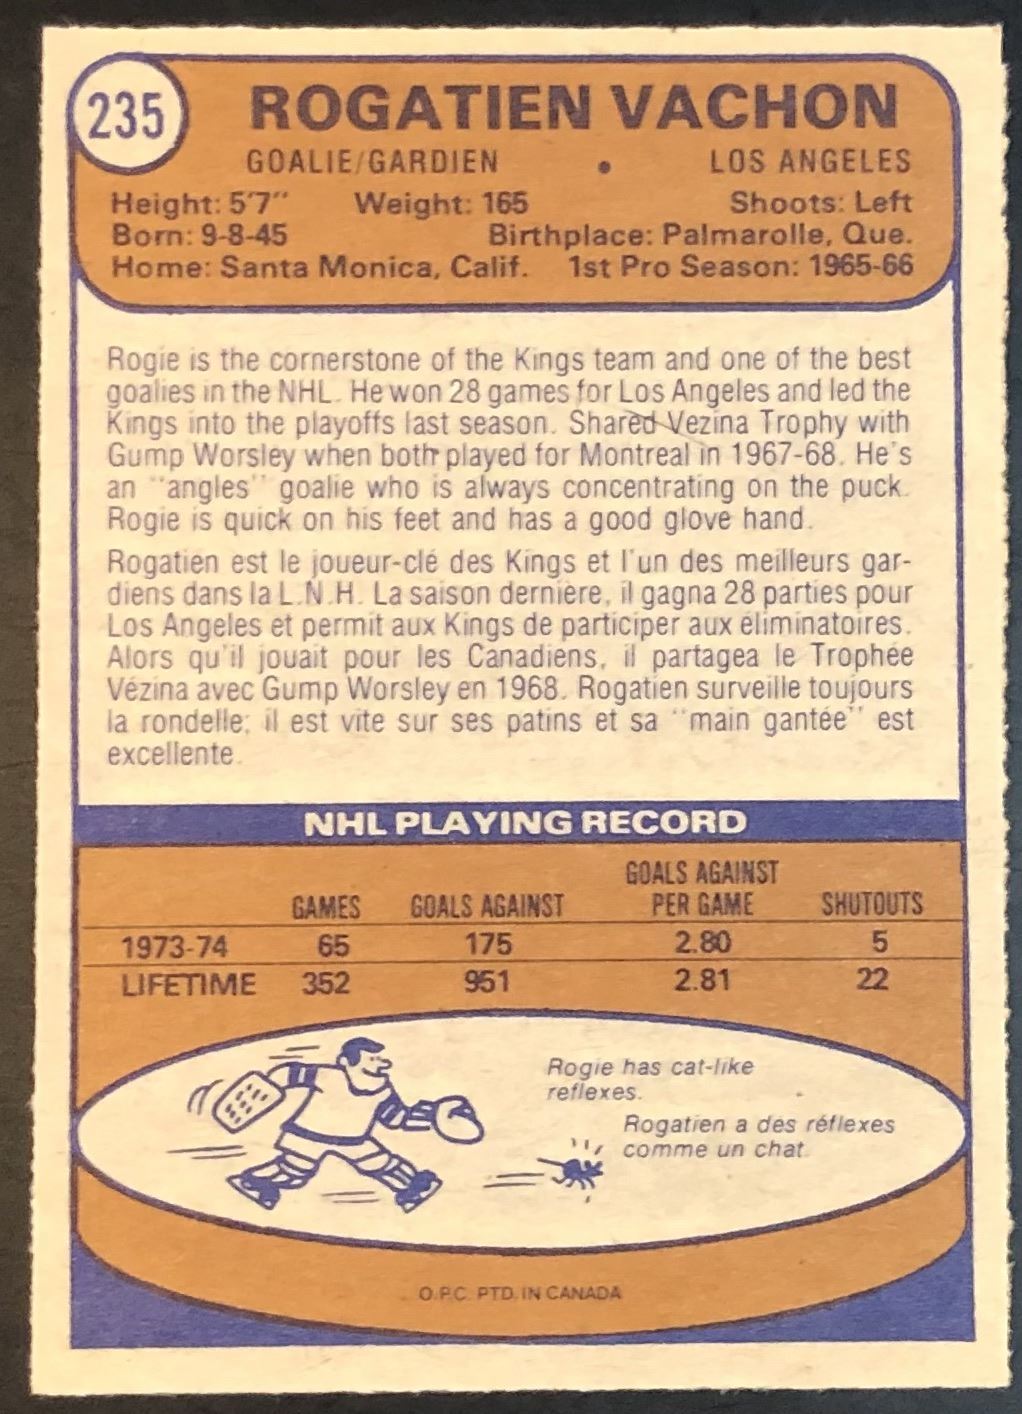 235
ROGATIEN VACHON
GOALIE/GARDIEN • LOS ANGELES
Height: 5'7" Weight: 165 Shoots: Left
Born: 9-8-45 Birthplace: Palmarolle, Que.
Home: Santa Monica, Calif. 1st Pro Season: 1965-66
Rogie is the cornerstone of the Kings team and one of the best
goalies in the NHL. He won 28 games for Los Angeles and led the
Kings into the playoffs last season. Shared Vezina Trophy with
Gump Worsley when both played for Montreal in 1967-68. He's
an "angles" goalie who is always concentrating on the puck.
Rogie is quick on his feet and has a good glove hand.
Rogatien est le joueur-clé des Kings et l'un des meilleurs gar-
diens dans la L.N.H. La saison dernière, il gagna 28 parties pour
Los Angeles et permit aux Kings de participer aux éliminatoires.
Alors qu'il jouait pour les Canadiens, il partagea le Trophée
Vézina avec Gump Worsley en 1968. Rogatien surveille toujours
la rondelle; il est vite sur ses patins et sa "main gantée" est
excellente.
NHL PLAYING RECORD
GAMES GOALS AGAINST GOALS AGAINST PER GAME SHUTOUTS
1973-74 65 175 2.80 5
LIFETIME 352 951 2.81 22
Rogie has cat-like
reflexes.
Rogatien a des réflexes
comme un chat.
O.P.C. PTD. IN CANADA